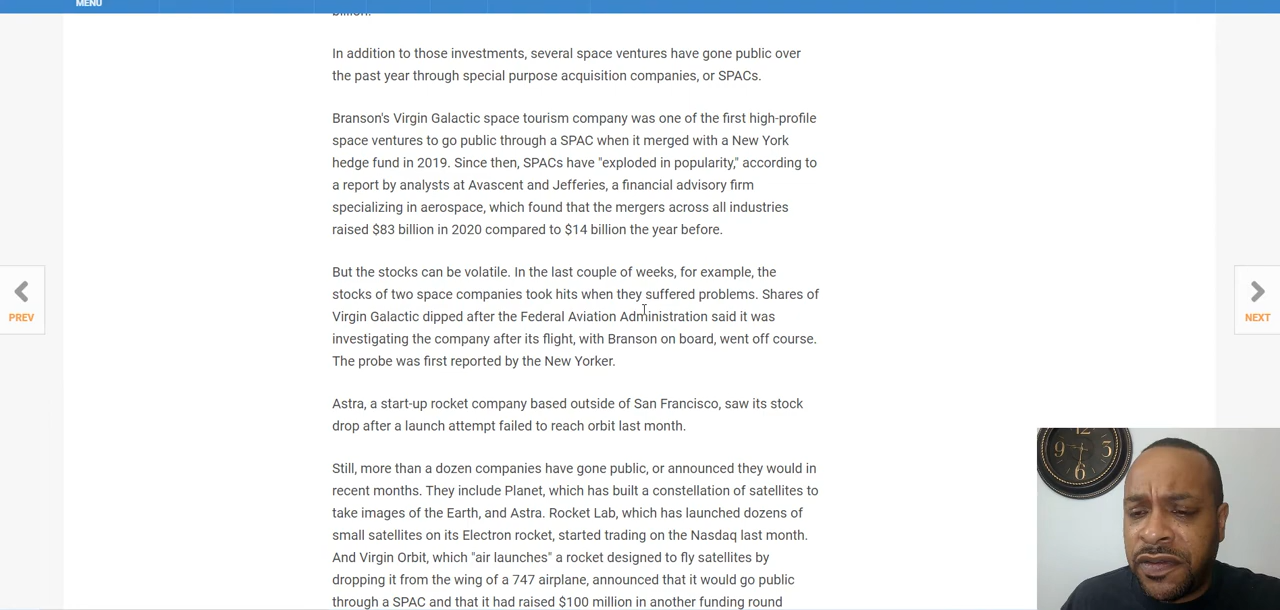 MENU
billion.
In addition to those investments, several space ventures have gone public over
the past year through special purpose acquisition companies, or SPACs.
Branson's Virgin Galactic space tourism company was one of the first high-profile
space ventures to go public through a SPAC when it merged with a New York
hedge fund in 2019. Since then, SPACs have "exploded in popularity," according to
a report by analysts at Avascent and Jefferies, a financial advisory firm
specializing in aerospace, which found that the mergers across all industries
raised $83 billion in 2020 compared to $14 billion the year before.
But the stocks can be volatile. In the last couple of weeks, for example, the
stocks of two space companies took hits when they suffered problems. Shares of
Virgin Galactic dipped after the Federal Aviation Administration said it was
investigating the company after its flight, with Branson on board, went off course.
The probe was first reported by the New Yorker.
Astra, a start-up rocket company based outside of San Francisco, saw its stock
drop after a launch attempt failed to reach orbit last month.
Still, more than a dozen companies have gone public, or announced they would in
recent months. They include Planet, which has built a constellation of satellites to
take images of the Earth, and Astra. Rocket Lab, which has launched dozens of
small satellites on its Electron rocket, started trading on the Nasdaq last month.
And Virgin Orbit, which "air launches" a rocket designed to fly satellites by
dropping it from the wing of a 747 airplane, announced that it would go public
through a SPAC and that it had raised $100 million in another funding round
PREV
NEXT
12
9
3
6